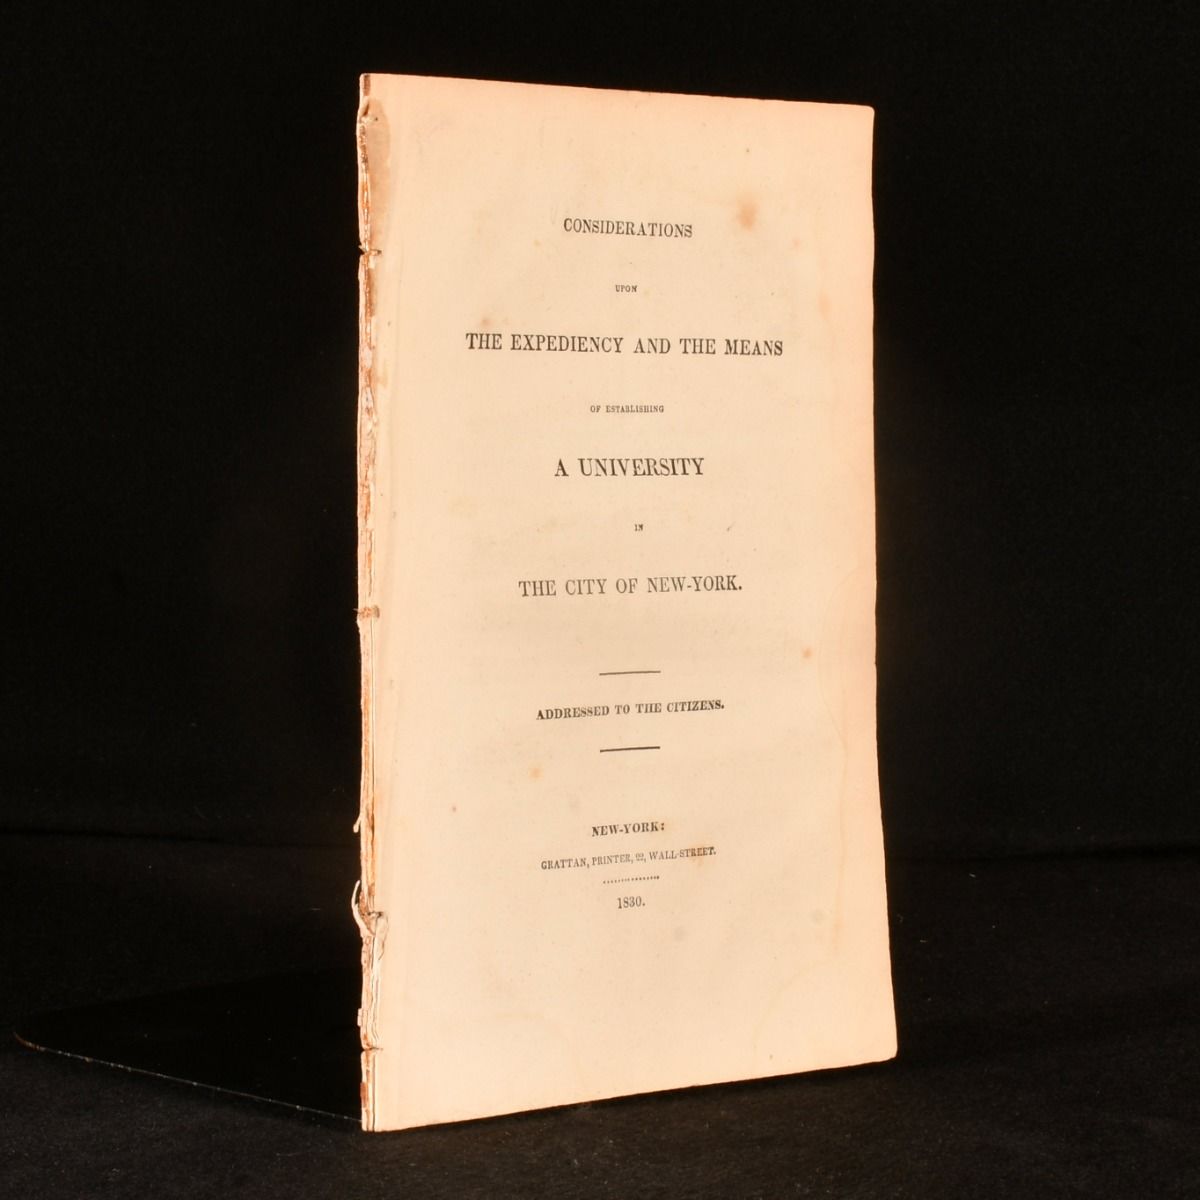 CONSIDERATIONS
UPON
THE EXPEDIENCY AND THE MEANS
OF ESTABLISHING
A UNIVERSITY
IN
THE CITY OF NEW-YORK.
ADDRESSED TO THE CITIZENS.
NEW-YORK:
GRATTAN, PRINTER, 22, WALL-STREET.
1830.